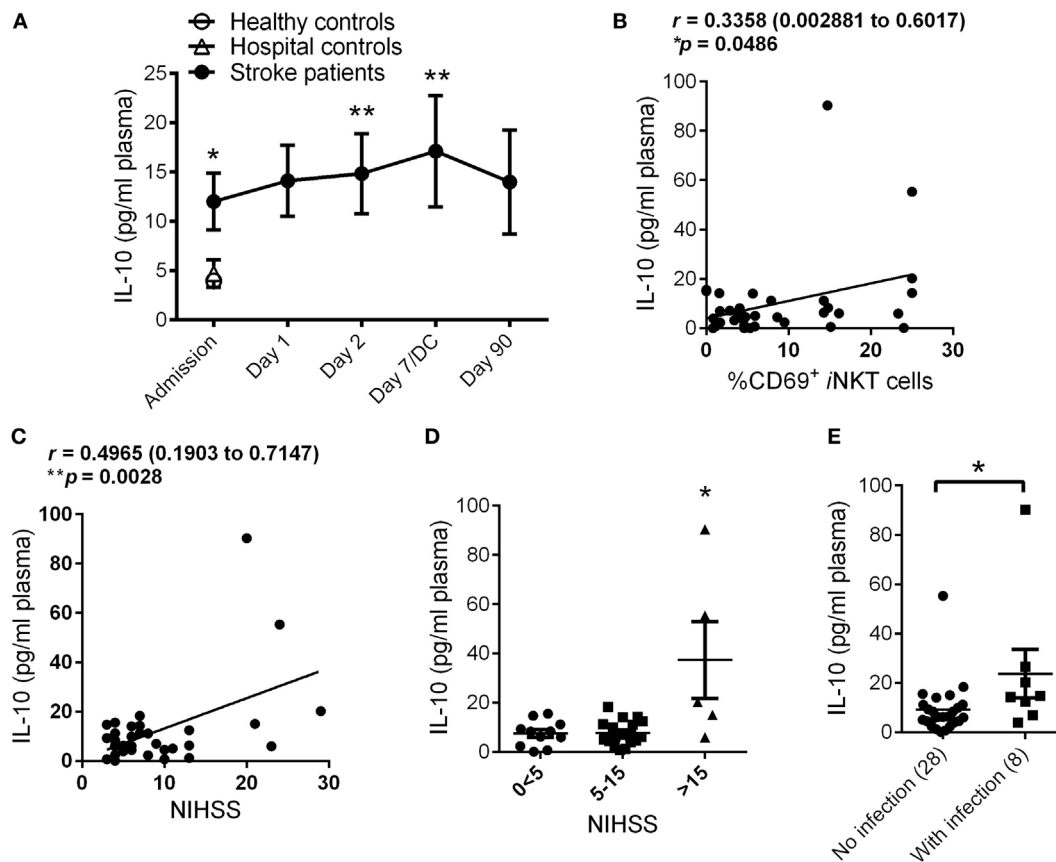 A
Healthy controls
Hospital controls
Stroke patients
IL-10 (pg/ml plasma)
25
20
15
10
5
0
*
**
**
Admission
Day 1
Day 2
Day 7/DC
Day 90
B
r = 0.3358 (0.002881 to 0.6017)
*p = 0.0486
IL-10 (pg/ml plasma)
100
80
60
40
20
0
0
10
20
30
%CD69+ iNKT cells
C
r = 0.4965 (0.1903 to 0.7147)
**p = 0.0028
IL-10 (pg/ml plasma)
100
80
60
40
20
0
0
10
20
30
NIHSS
D
IL-10 (pg/ml plasma)
100
80
60
40
20
0
*
0<5
5-15
>15
NIHSS
E
IL-10 (pg/ml plasma)
100
80
60
40
20
0
*
No infection (28)
With infection (8)